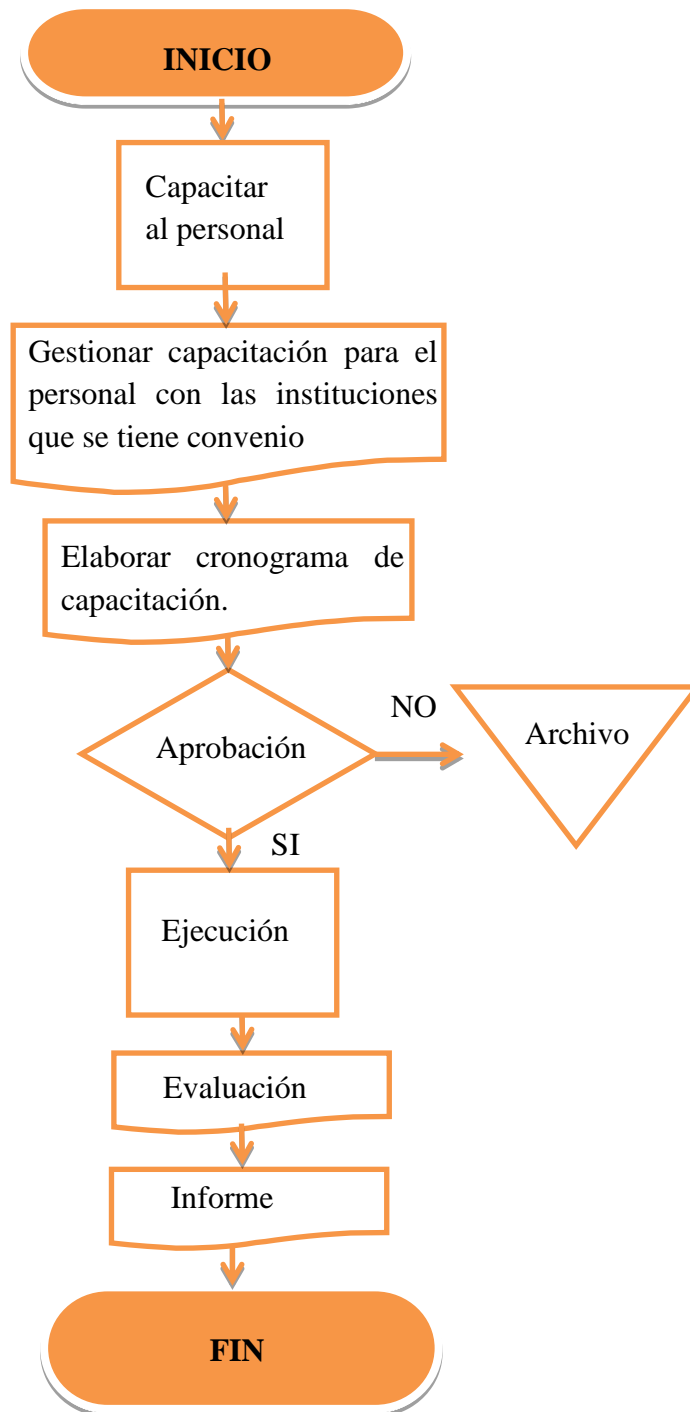 INICIO
Capacitar
al personal
Gestionar capacitación para el
personal con las instituciones
que se tiene convenio
Elaborar cronograma de
capacitación.
Aprobación
NO
Archivo
SI
Ejecución
Evaluación
Informe
FIN